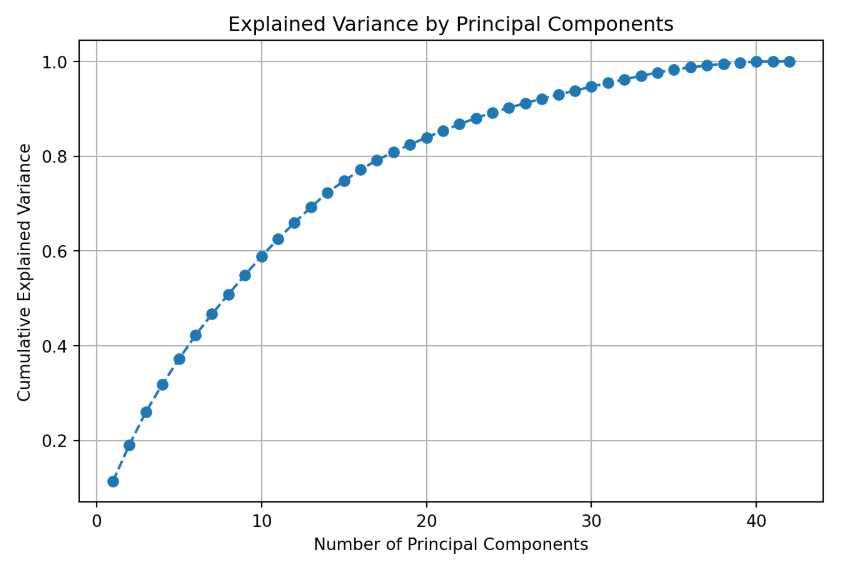 Explained Variance by Principal Components
Cumulative Explained Variance
1.0
0.8
0.6
0.4
0.2
0 10 20 30 40
Number of Principal Components